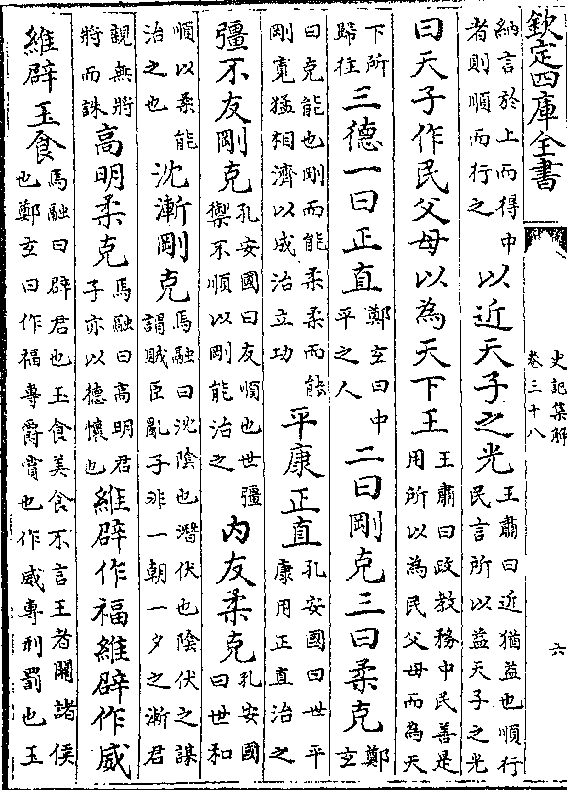 欽定四庫全書
史記集解
卷三十八
六
納言於上而得中
者則順而行之
以近天子之光
王肅曰近猶益也順行
民言所以益天子之光
曰天子作民父母以為天下王
王肅曰政教務中民善是
用所以為民父母而為天
下所
歸往
三德一曰正直
鄭玄曰中
平之人
二曰剛克三曰柔克
鄭
玄
曰克能也剛而能柔柔而能
剛寬猛相濟以成治立功
平康正直
孔安國曰世平
康用正直治之
彊不友剛克
孔安國曰友順也世彊
禦不順以剛能治之
内友柔克
孔安國
曰世和
順以柔能
治之也
沈漸剛克
馬融曰沈陰也潛伏也陰伏之謀
謂賊臣亂子非一朝一夕之漸君
親無將
將而誅
高明柔克
馬融曰高明君
子亦以德懷也
維辟作福維辟作威
維辟玉食
馬融曰辟君也玉食美食不言王者關諸侯
也鄭玄曰作福專爵賞也作威專刑罰也玉